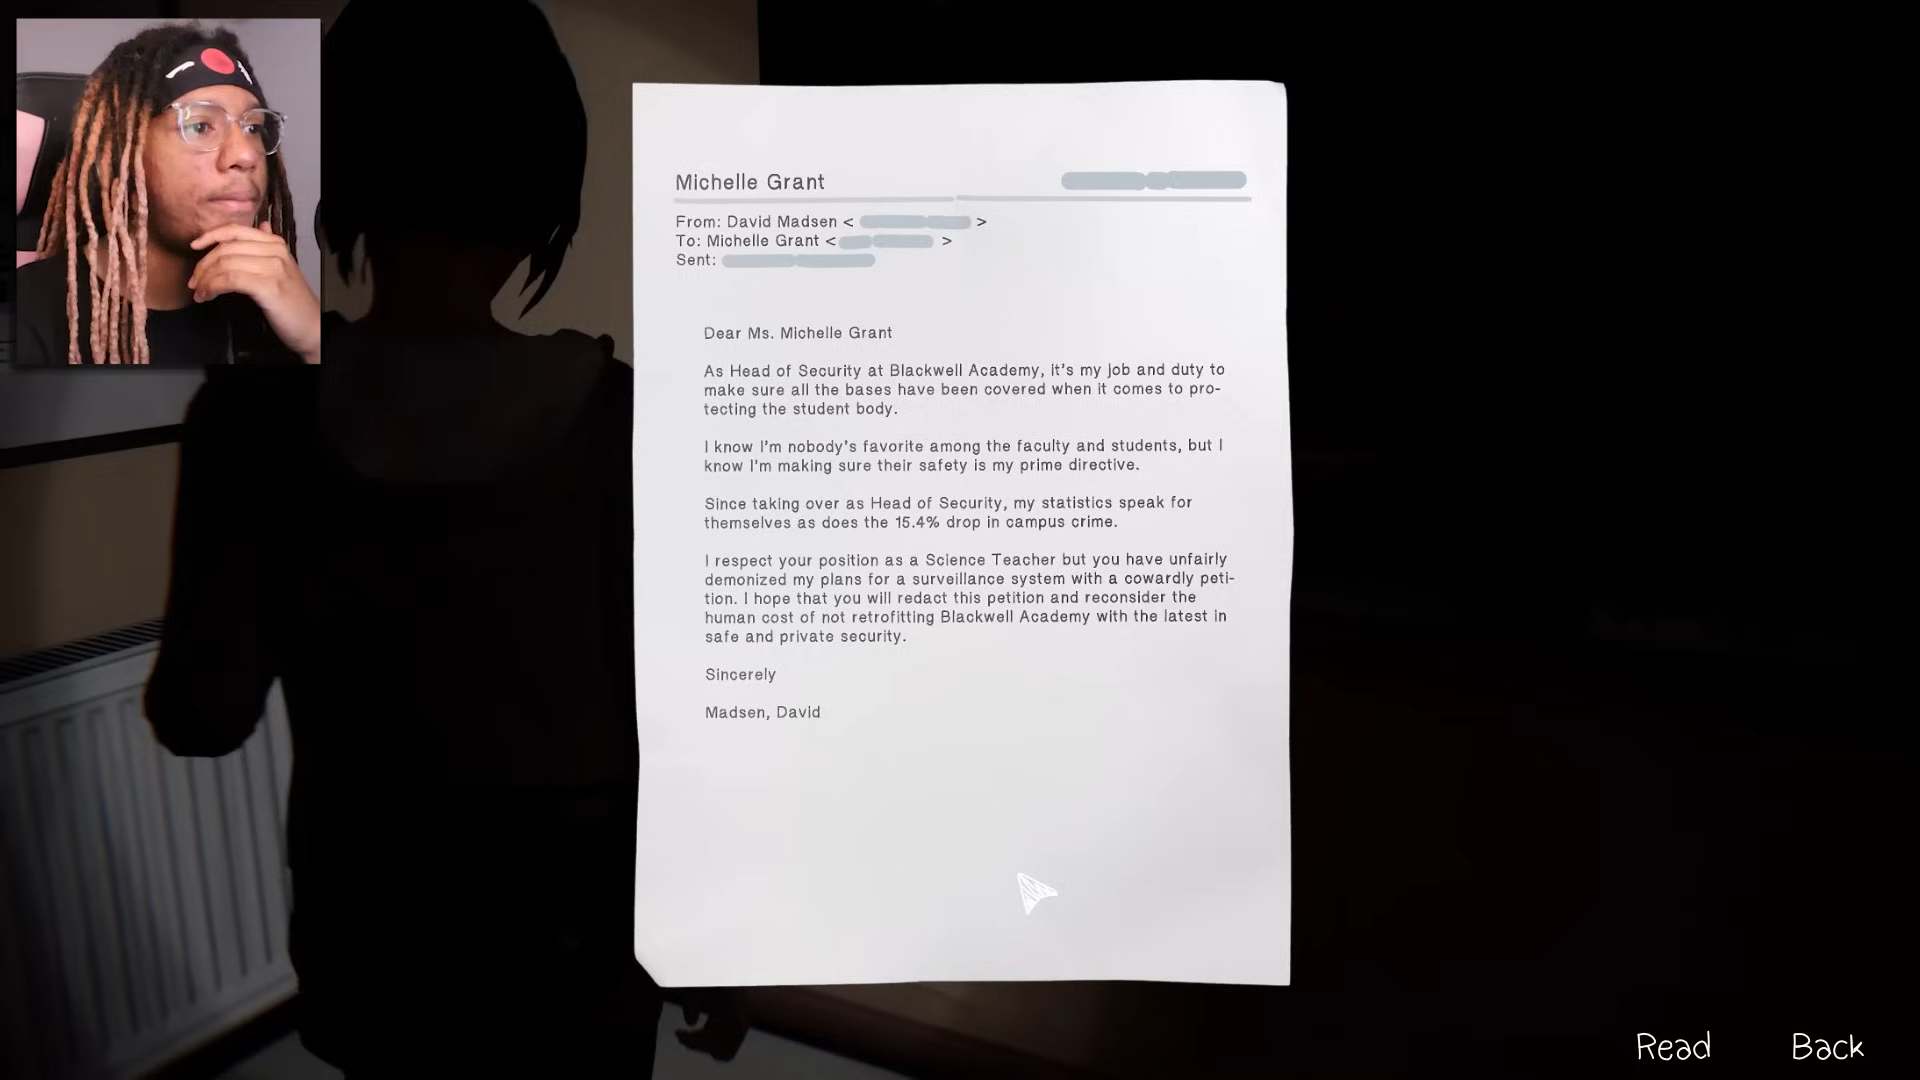 Michelle Grant
From: David Madsen < >
To: Michelle Grant < >
Sent:
Dear Ms. Michelle Grant
As Head of Security at Blackwell Academy, it's my job and duty to
make sure all the bases have been covered when it comes to pro-
tecting the student body.
I know I'm nobody's favorite among the faculty and students, but I
know I'm making sure their safety is my prime directive.
Since taking over as Head of Security, my statistics speak for
themselves as does the 15.4% drop in campus crime.
I respect your position as a Science Teacher but you have unfairly
demonized my plans for a surveillance system with a cowardly peti-
tion. I hope that you will redact this petition and reconsider the
human cost of not retrofitting Blackwell Academy with the latest in
safe and private security.
Sincerely
Madsen, David
Read Back